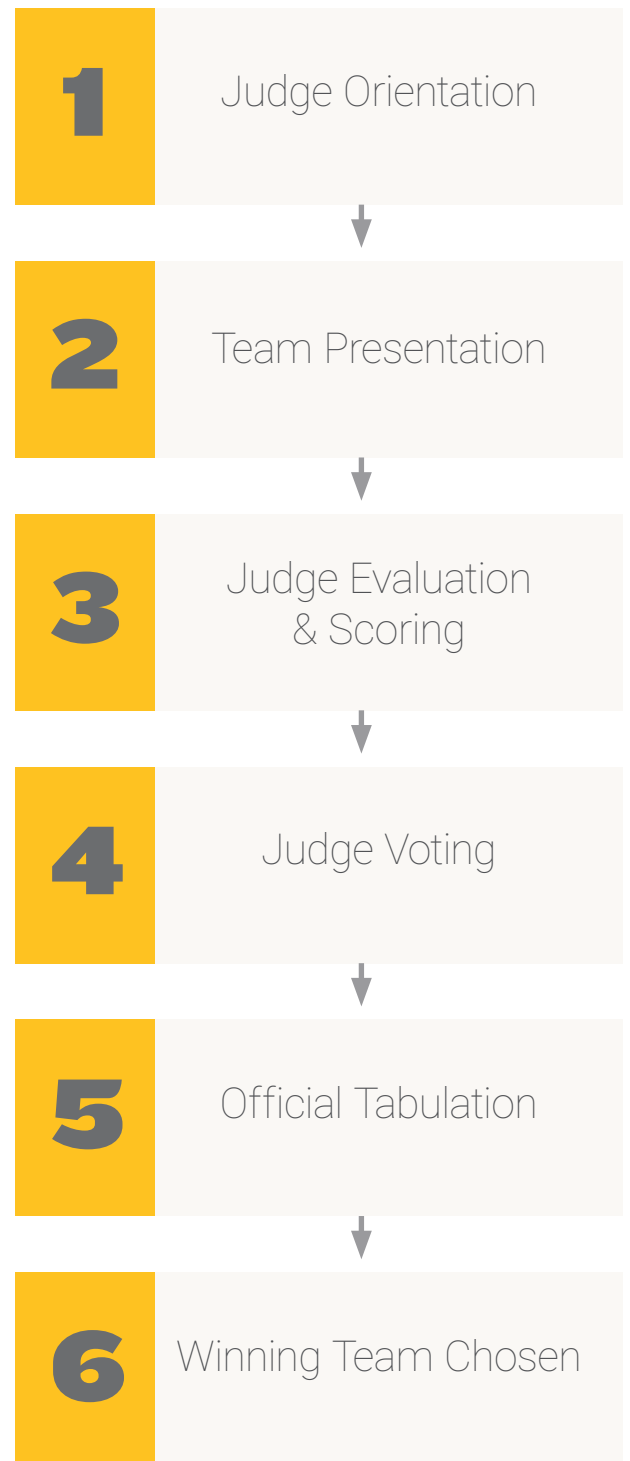 1
Judge Orientation
2
Team Presentation
3
Judge Evaluation
& Scoring
4
Judge Voting
5
Official Tabulation
6
Winning Team Chosen